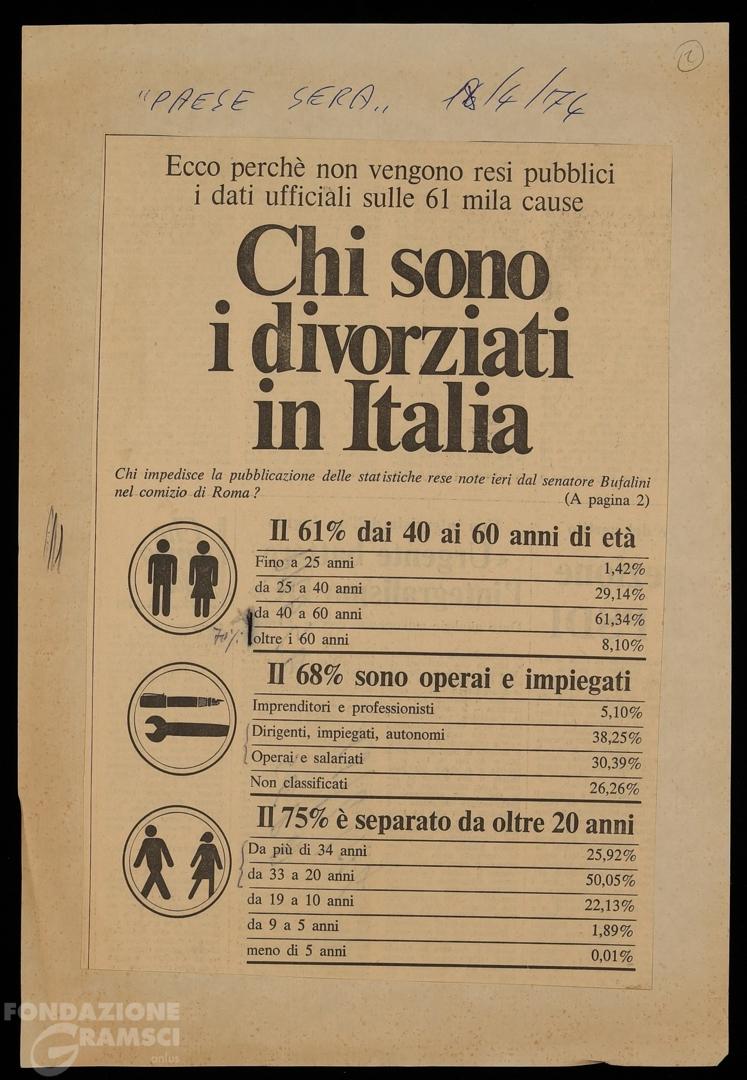 "PAESE SERA„ /4/74
Ecco perchè non vengono resi pubblici
i dati ufficiali sulle 61 mila cause
Chi sono
i divorziati
in Italia
Chi impedisce la pubblicazione delle statistiche rese note ieri dal senatore Bufalini
nel comizio di Roma?
(A pagina 2)
Il 61% dai 40 ai 60 anni di età
Fino a 25 anni 1,42%
da 25 a 40 anni 29,14%
da 40 a 60 anni 61,34%
70%
oltre i 60 anni 8,10%
Il 68% sono operai e impiegati
Imprenditori e professionisti 5,10%
Dirigenti, impiegati, autonomi 38,25%
Operai e salariati 30,39%
Non classificati 26,26%
Il 75% è separato da oltre 20 anni
Da più di 34 anni 25,92%
da 33 a 20 anni 50,05%
da 19 a 10 anni 22,13%
da 9 a 5 anni 1,89%
meno di 5 anni 0,01%
FONDAZIONE
GRAMSCI
onlus